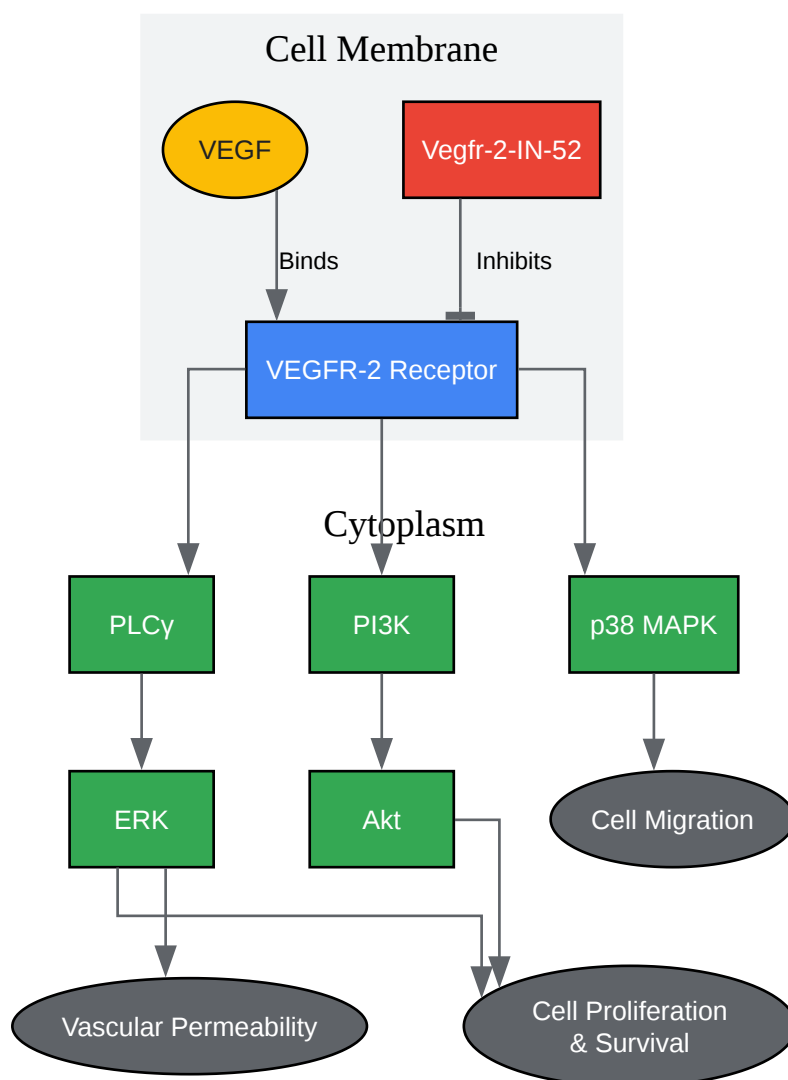 Cell Membrane
VEGF
Vegfr-2-IN-52
Binds
Inhibits
VEGFR-2 Receptor
Cytoplasm
PLCγ
PI3K
p38 MAPK
ERK
Akt
Cell Migration
Vascular Permeability
Cell Proliferation
& Survival